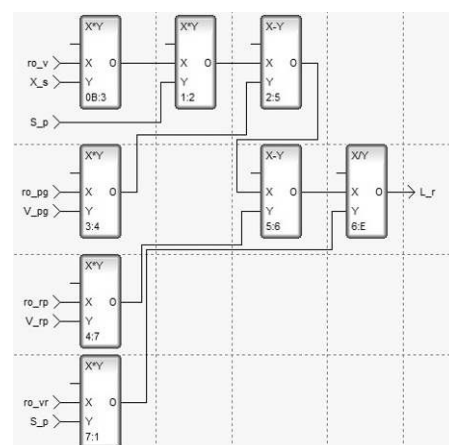 X*Y X*Y X-Y
ro_v X O X O X O
X_s Y Y Y
0B:3 1:2 2:5
S_p
X*Y X-Y X/Y
ro_pg X O X O X O L_r
V_pg Y Y Y
3:4 5:6 6:E
X*Y
ro_rp X O
V_rp Y
4:7
X*Y
ro_vr X O
S_p Y
7:1